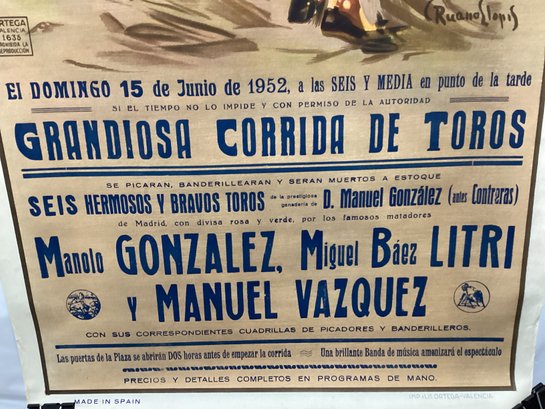 Ruano Llopis
ORTEGA
VALENCIA
1635
PROHIBIDA LA
REPRODUCCIÓN
El DOMINGO 15 de Junio de 1952, a las SEIS Y MEDIA en punto de la tarde
SI EL TIEMPO NO LO IMPIDE Y CON PERMISO DE LA AUTORIDAD
GRANDIOSA CORRIDA DE TOROS
SE PICARAN, BANDERILLEARAN Y SERAN MUERTOS A ESTOQUE
SEIS HERMOSOS Y BRAVOS TOROS de la prestigiosa ganadería de D. Manuel González (antes Contreras)
de Madrid, con divisa rosa y verde, por los famosos matadores
Manolo GONZALEZ, Miguel Báez LITRI
Y MANUEL VAZQUEZ
CON SUS CORRESPONDIENTES CUADRILLAS DE PICADORES Y BANDERILLEROS.
Las puertas de la Plaza se abrirán DOS horas antes de empezar la corrida Una brillante Banda de música amenizará el espectáculo
PRECIOS Y DETALLES COMPLETOS EN PROGRAMAS DE MANO.
MADE IN SPAIN
IMP. LIT. ORTEGA-VALENCIA